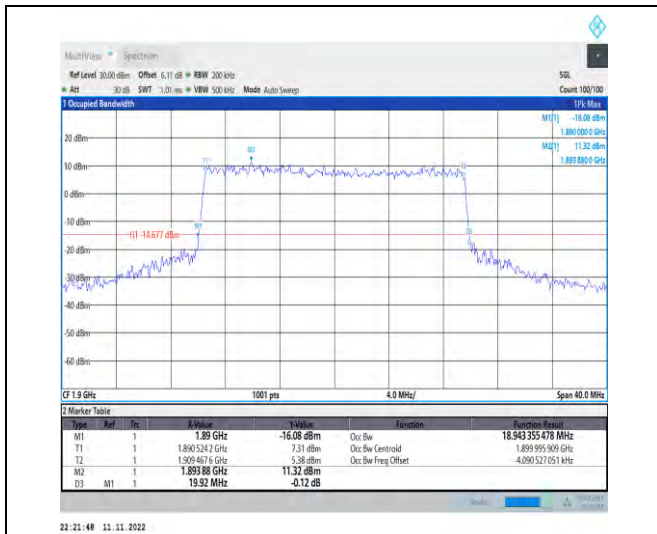 MultiView Spectrum
Ref Level 30.00 dBm Offset 6.11 dB RBW 200 kHz SGL
Att 30 dB SWT 1.01 ms VBW 500 kHz Mode Auto Sweep Count 100/100
1 Occupied Bandwidth 1Pk Max
M1[1] -16.08 dBm
1.890 000 0 GHz
M2[1] 11.32 dBm
1.893 880 0 GHz
20 dBm
M2
T1
10 dBm
0 dBm
-10 dBm
M1
H1 -14.677 dBm
-20 dBm
-30 dBm
-40 dBm
-50 dBm
-60 dBm
CF 1.9 GHz 1001 pts 4.0 MHz/ Span 40.0 MHz
2 Marker Table
Type Ref Trc X-Value Y-Value Function Function Result
M1 1 1.89 GHz -16.08 dBm Occ Bw 18.943 355 478 MHz
T1 1 1.890 524 2 GHz 7.31 dBm Occ Bw Centroid 1.899 995 909 GHz
T2 1 1.909 467 6 GHz 5.38 dBm Occ Bw Freq Offset -4.090 527 051 kHz
M2 1 1.893 88 GHz 11.32 dBm
D3 M1 1 19.92 MHz -0.12 dB
22:21:48 11.11.2022